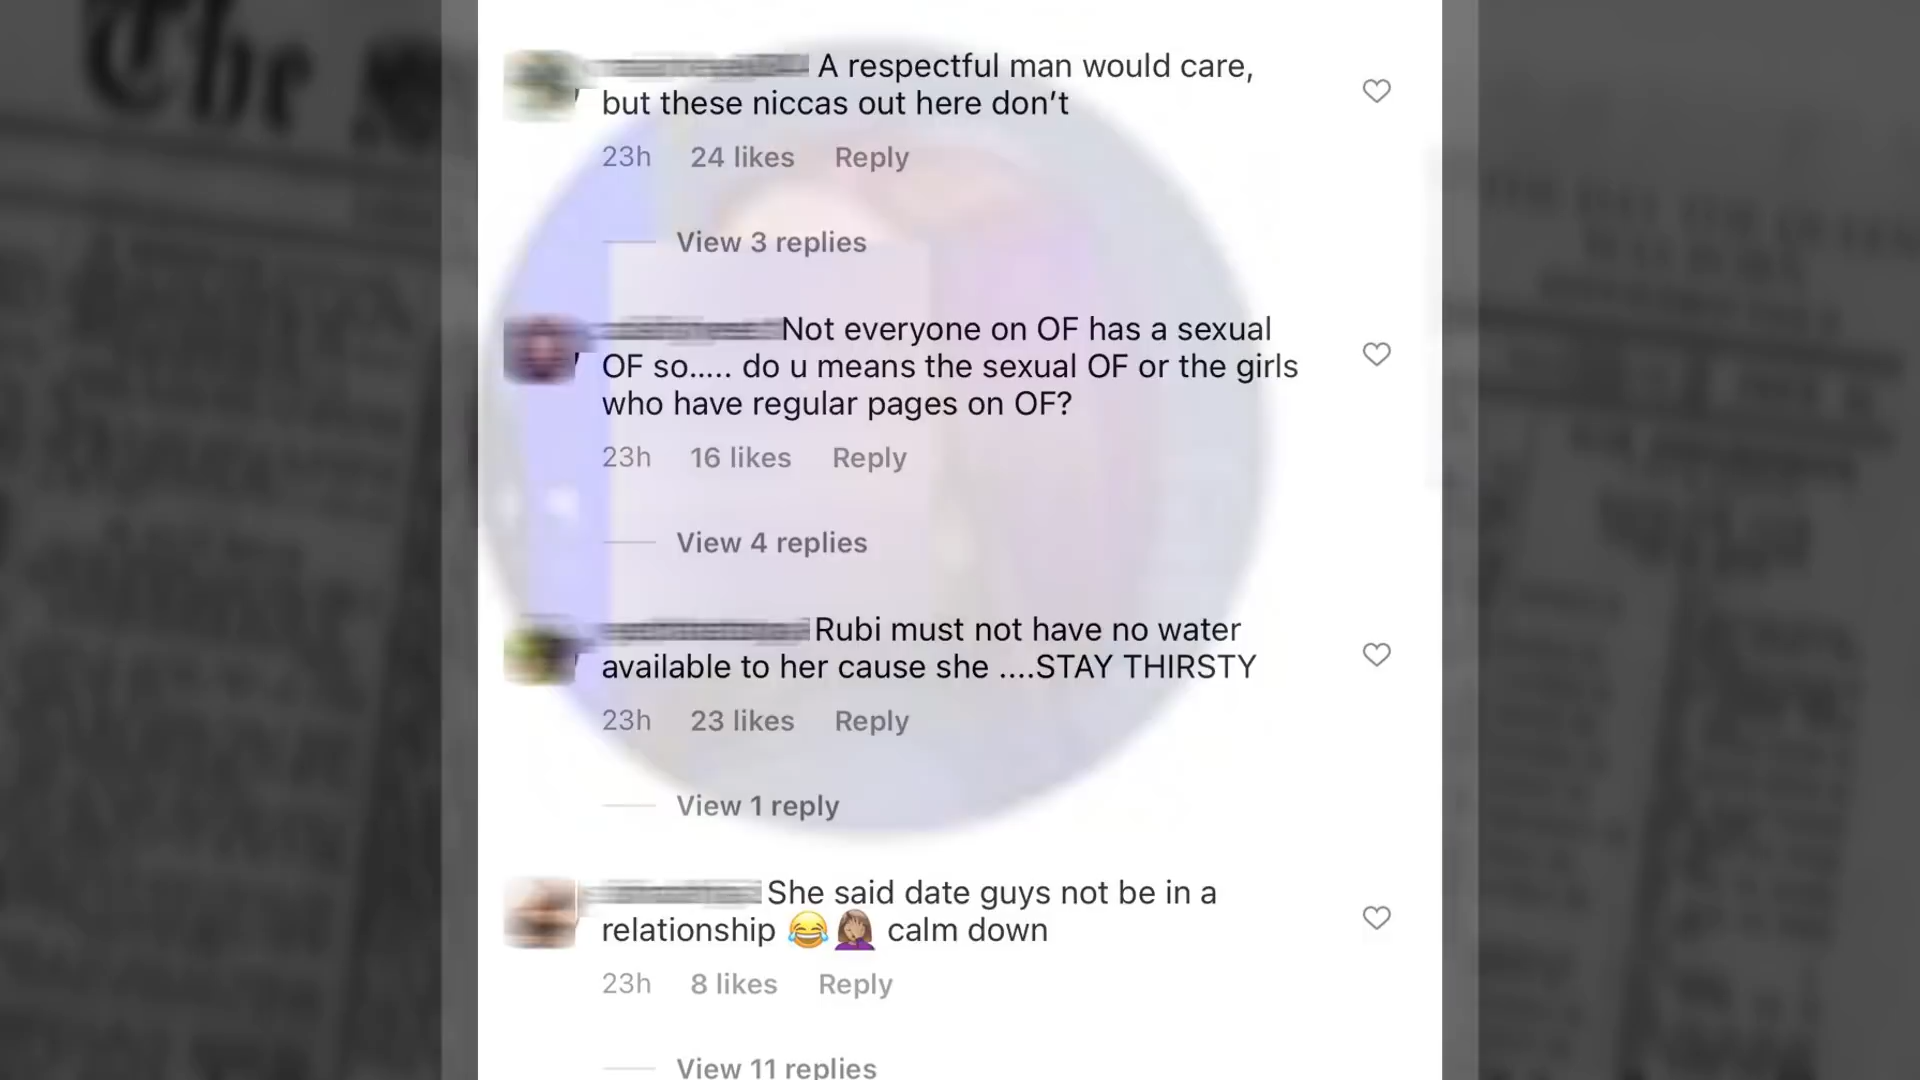 The
A respectful man would care,
but these niccas out here don’t
23h 24 likes Reply
View 3 replies
Not everyone on OF has a sexual
OF so..... do u means the sexual OF or the girls
who have regular pages on OF?
23h 16 likes Reply
View 4 replies
Rubi must not have no water
available to her cause she ....STAY THIRSTY
23h 23 likes Reply
View 1 reply
She said date guys not be in a
relationship 😂🤦🏽‍♀️ calm down
23h 8 likes Reply
View 11 replies